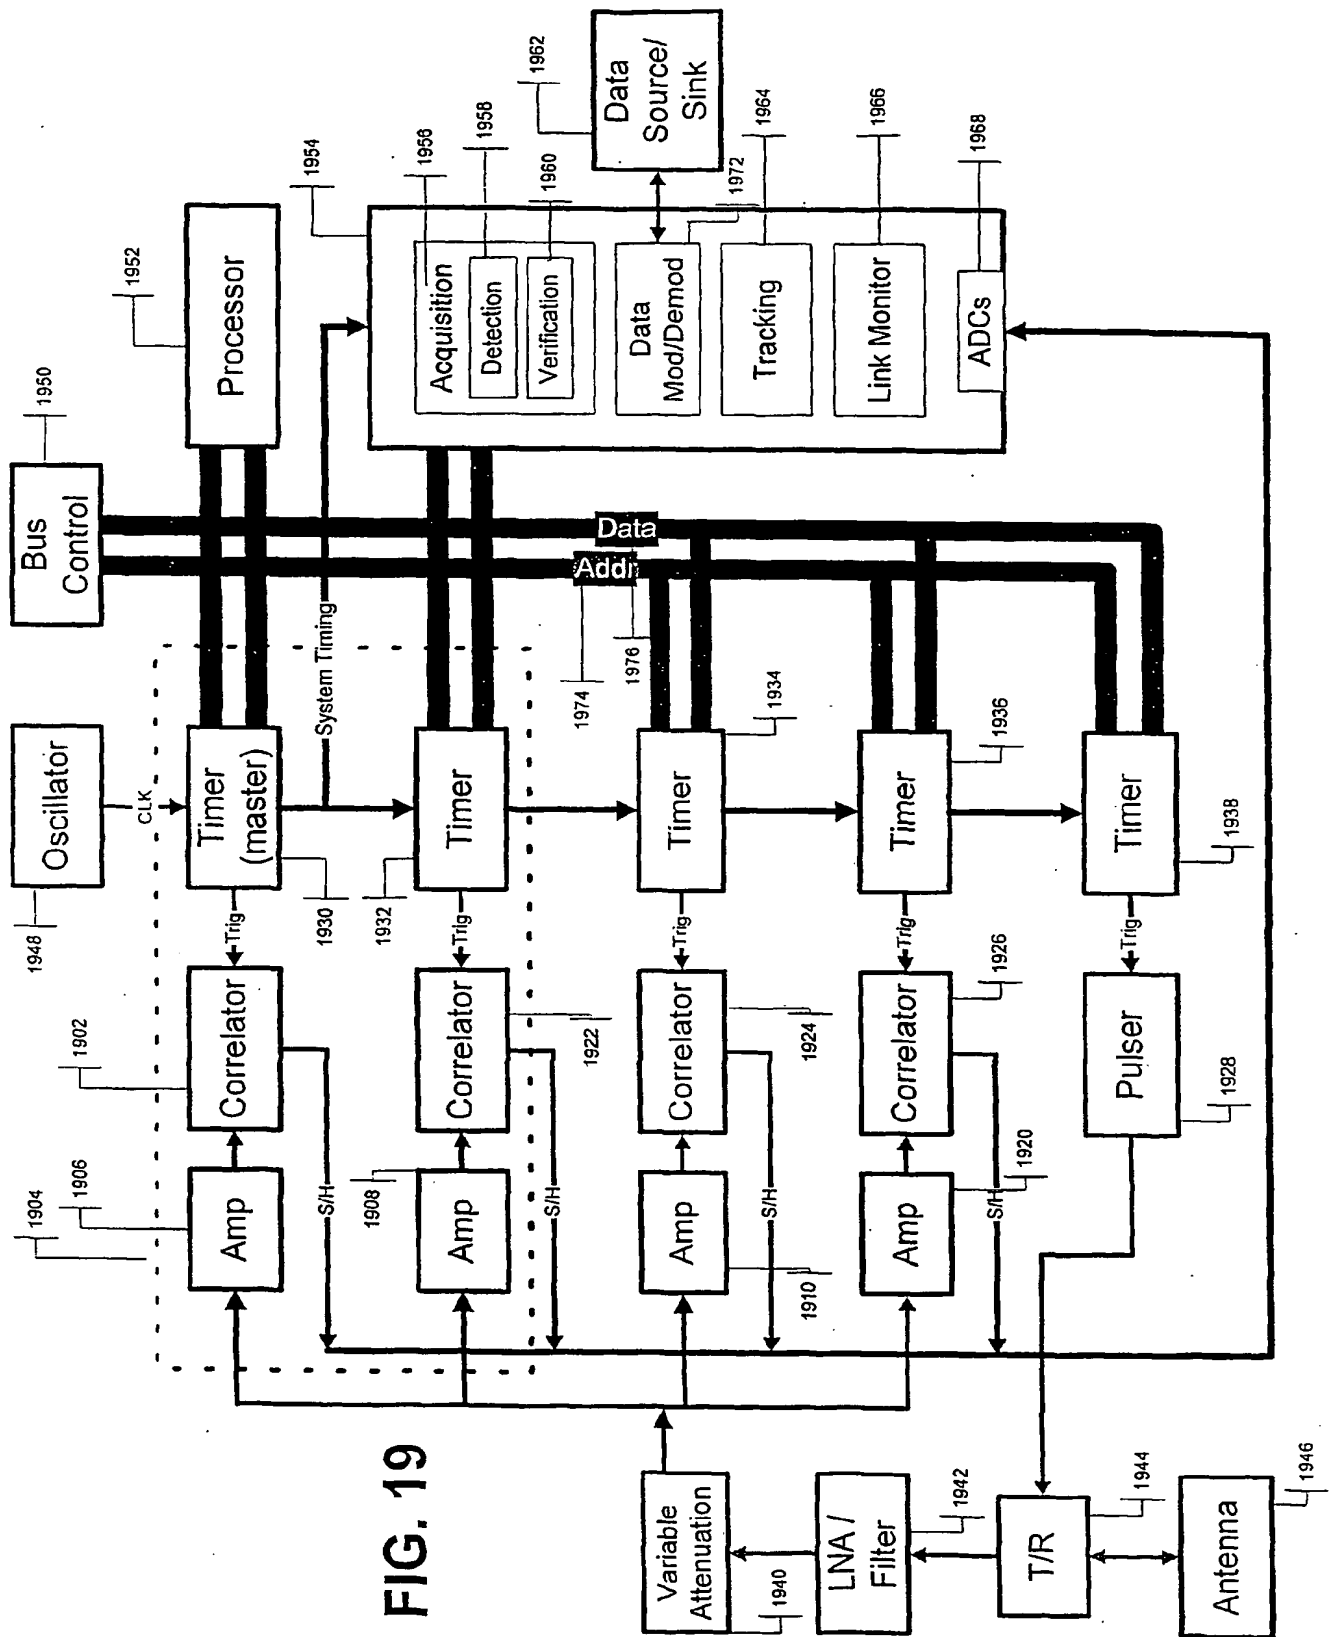 FIG. 19
1904
1906
1902
1948
Oscillator
CLK
Bus
Control
1950
1952
Processor
1954
1956
1958
1960
1962
Data
Source/
Sink
1964
1966
1968
1972
Amp
Correlator
Trig
Timer
(master)
1930
S/H
System Timing
Acquisition
Detection
Verification
Data
Mod/Demod
Tracking
Link Monitor
ADCs
1908
Amp
Correlator
1922
Trig
Timer
1932
S/H
Data
Addr
1974
1976
Amp
1910
Correlator
1924
Trig
Timer
1934
S/H
Amp
1920
Correlator
1926
Trig
Timer
1936
S/H
Pulser
1928
Trig
Timer
1938
Variable
Attenuation
1940
LNA /
Filter
1942
T/R
1944
Antenna
1946